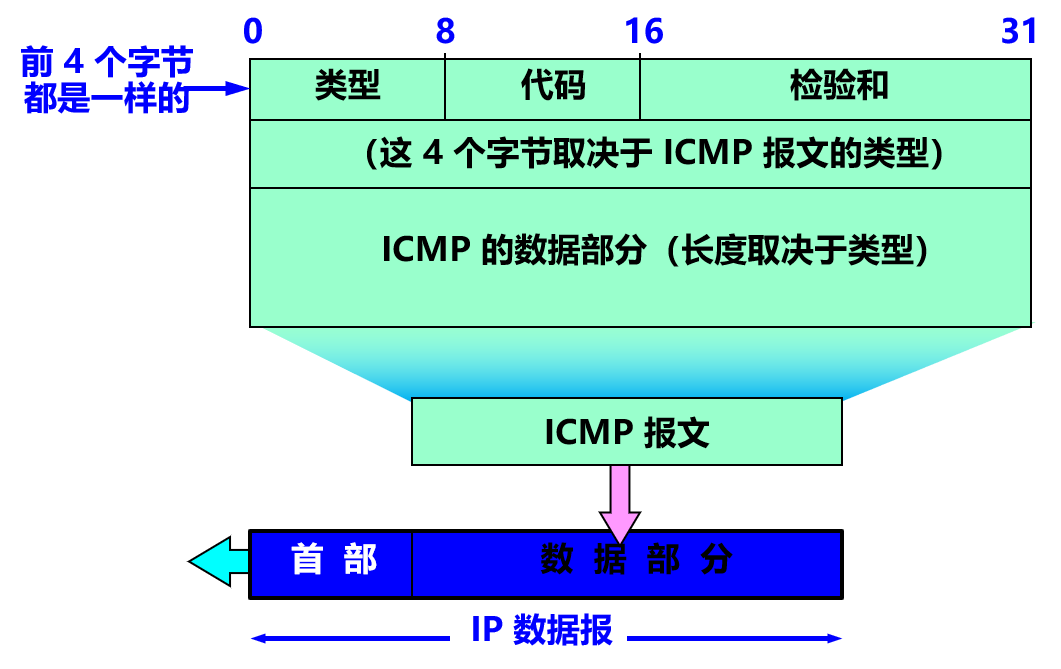 0 8 16 31
前 4 个字节
都是一样的
类型 代码 检验和
（这 4 个字节取决于 ICMP 报文的类型）
ICMP 的数据部分（长度取决于类型）
ICMP 报文
首 部 数 据 部 分
IP 数据报